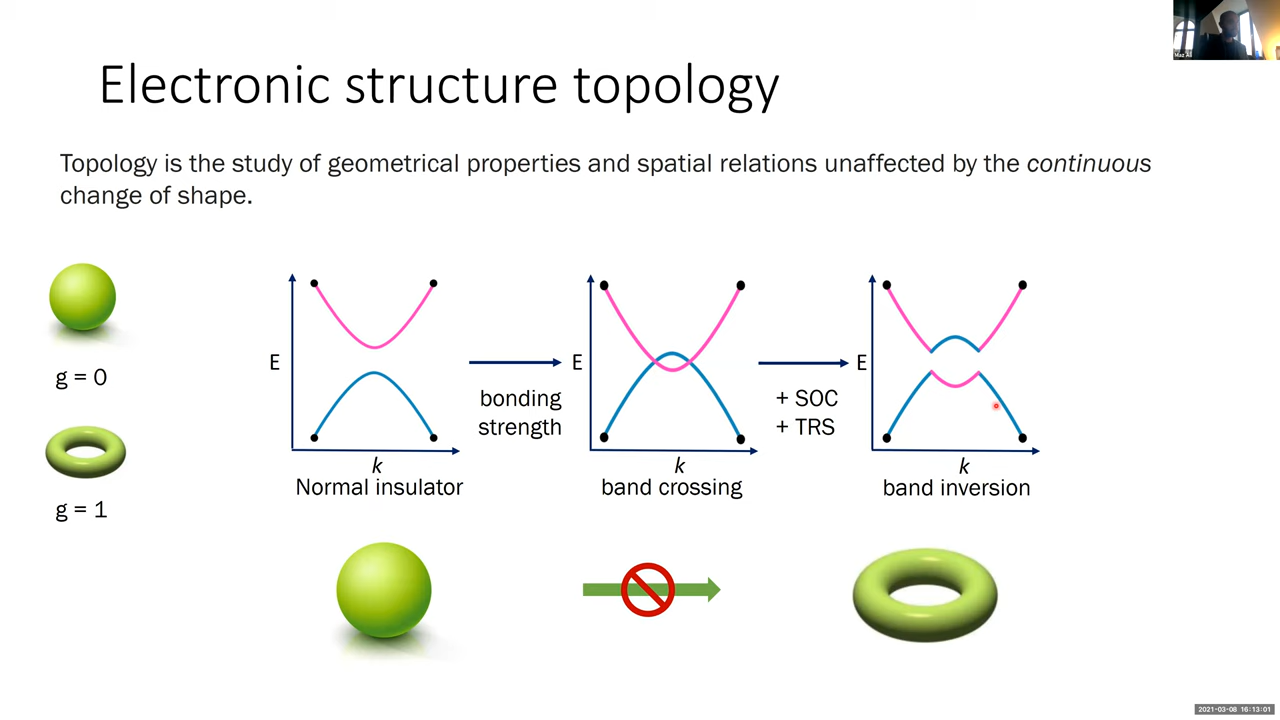 Electronic structure topology
Topology is the study of geometrical properties and spatial relations unaffected by the continuous
change of shape.
g = 0
g = 1
E
k
Normal insulator
bonding
strength
E
k
band crossing
+ SOC
+ TRS
E
k
band inversion
2021-03-08 16:13:01